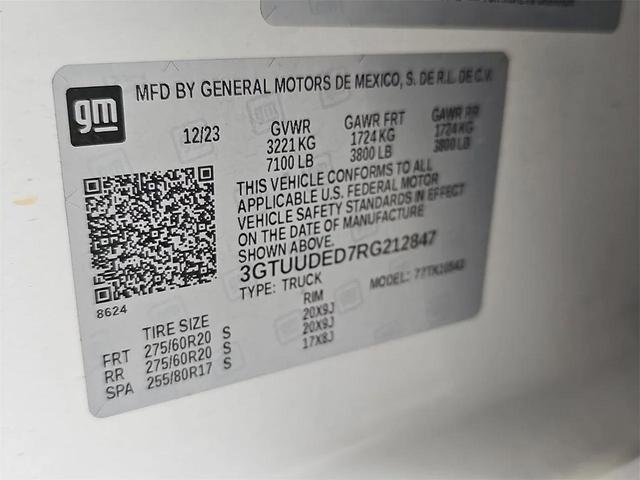 gm
MFD BY GENERAL MOTORS DE MEXICO, S. DE R.L. DE C.V.
12/23 GVWR GAWR FRT GAWR RR
3221 KG 1724 KG 1724 KG
7100 LB 3800 LB 3800 LB
THIS VEHICLE CONFORMS TO ALL
APPLICABLE U.S. FEDERAL MOTOR
VEHICLE SAFETY STANDARDS IN EFFECT
ON THE DATE OF MANUFACTURE
SHOWN ABOVE.
3GTUUDED7RG212847
TYPE: TRUCK MODEL: 77TK10543
8624
TIRE SIZE RIM
FRT 275/60R20 S 20X9J
RR 275/60R20 S 20X9J
SPA 255/80R17 S 17X8J